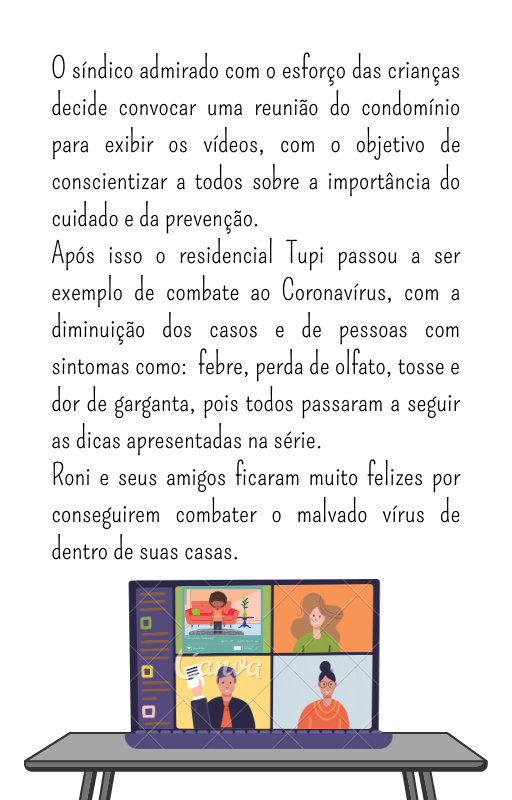 O síndico admirado com o esforço das crianças
decide convocar uma reunião do condomínio
para exibir os vídeos, com o objetivo de
conscientizar a todos sobre a importância do
cuidado e da prevenção.
Após isso o residencial Tupi passou a ser
exemplo de combate ao Coronavírus, com a
diminuição dos casos e de pessoas com
sintomas como: febre, perda de olfato, tosse e
dor de garganta, pois todos passaram a seguir
as dicas apresentadas na série.
Roni e seus amigos ficaram muito felizes por
conseguirem combater o malvado vírus de
dentro de suas casas.
Canva